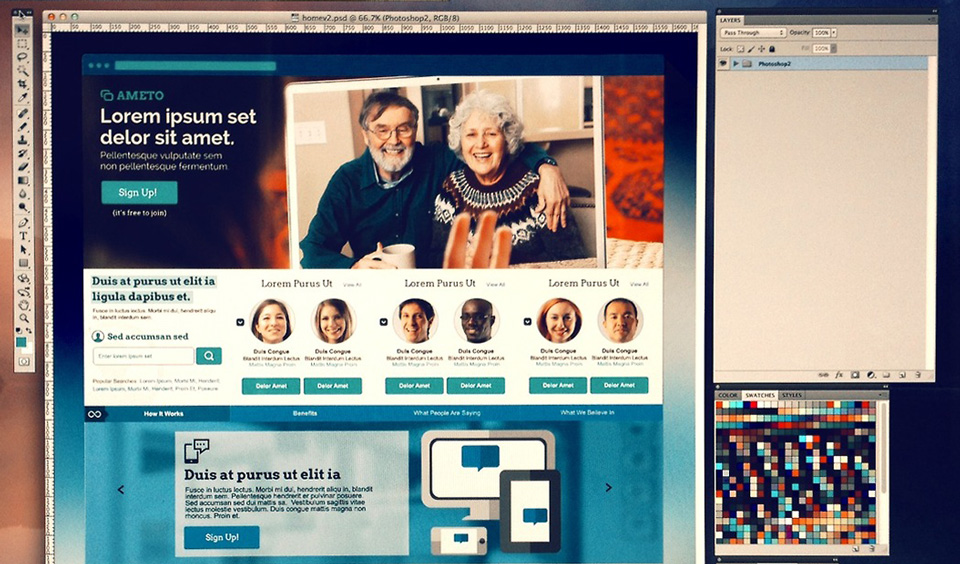 homev2.psd @ 66.7% (Photoshop2, RGB/8)
LAYERS
Pass Through
Opacity: 100%
Lock:
Fill: 100%
Photoshop2
AMETO
Lorem ipsum set
delor sit amet.
Pellentesque vulputate sem
non pellentesque fermentum
Sign Up!
(it's free to join)
Duis at purus ut elit ia
ligula dapibus et.
Fusce in luctus lectus. Morbi mi dui, hendrerit aliqu
in, blandit interdum sem.
Sed accumsan sed
Enter lorem ipsum set
Popular Searches: Lorem Ipsum, Morbi M., Hendrerit,
Lorem Ipsum, Morbi M., Hendrerit, Proin D.
Lorem Purus Ut View All
Lorem Purus Ut View All
Lorem Purus Ut View All
Duis Congue Duis Congue Duis Congue Duis Congue Duis Congue Duis Congue
Blandit Interdum Lectus Blandit Interdum Lectus Blandit Interdum Lectus Blandit Interdum Lectus Blandit Interdum Lectus Blandit Interdum Lectus
Mattis Magna Proin Mattis Magna Proin Mattis Magna Proin Mattis Magna Proin Mattis Magna Proin Mattis Magna Proin
Dolor Amet Dolor Amet Dolor Amet Dolor Amet Dolor Amet Dolor Amet
How It Works Benefits What People Are Saying What We Believe In
COLOR SWATCHES STYLES
Duis at purus ut elit ia
Fusce in luctus lectus. Morbi mi dui, hendrerit aliqu in, blandit
interdum sem. Pellentesque hendrerit er pulvinar posuere.
Sed accumsan sed dui mattis sa. Vestibulum sagittis vitae
lectus molestie vestibulum. Duis congue mattis magna non
rhoncus. Proin et.
Sign Up!